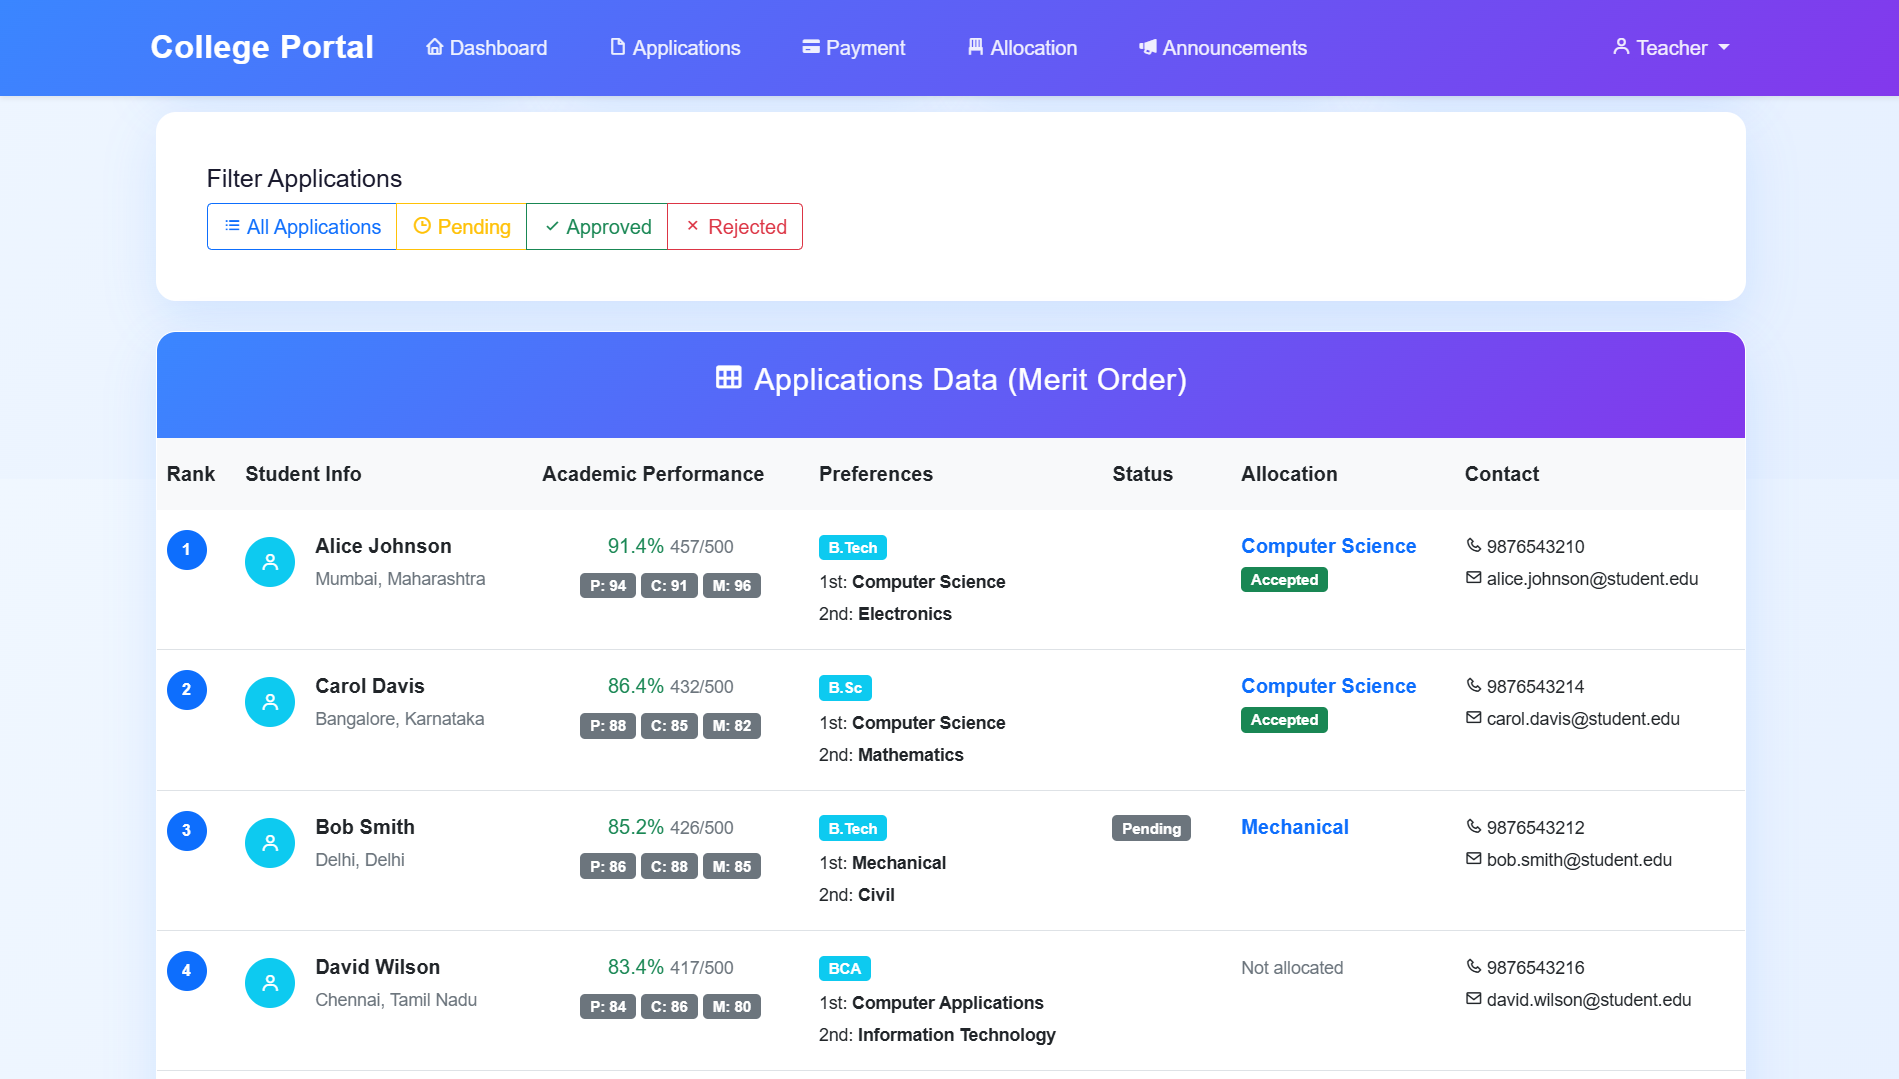 College Portal
Dashboard
Applications
Payment
Allocation
Announcements
Teacher
Filter Applications
All Applications
Pending
Approved
Rejected
Applications Data (Merit Order)
Rank Student Info Academic Performance Preferences Status Allocation Contact
1
Alice Johnson
Mumbai, Maharashtra
91.4% 457/500
P: 94 C: 91 M: 96
B.Tech
1st: Computer Science
2nd: Electronics
Computer Science
Accepted
9876543210
alice.johnson@student.edu
2
Carol Davis
Bangalore, Karnataka
86.4% 432/500
P: 88 C: 85 M: 82
B.Sc
1st: Computer Science
2nd: Mathematics
Computer Science
Accepted
9876543214
carol.davis@student.edu
3
Bob Smith
Delhi, Delhi
85.2% 426/500
P: 86 C: 88 M: 85
B.Tech
1st: Mechanical
2nd: Civil
Pending
Mechanical
9876543212
bob.smith@student.edu
4
David Wilson
Chennai, Tamil Nadu
83.4% 417/500
P: 84 C: 86 M: 80
BCA
1st: Computer Applications
2nd: Information Technology
Not allocated
9876543216
david.wilson@student.edu